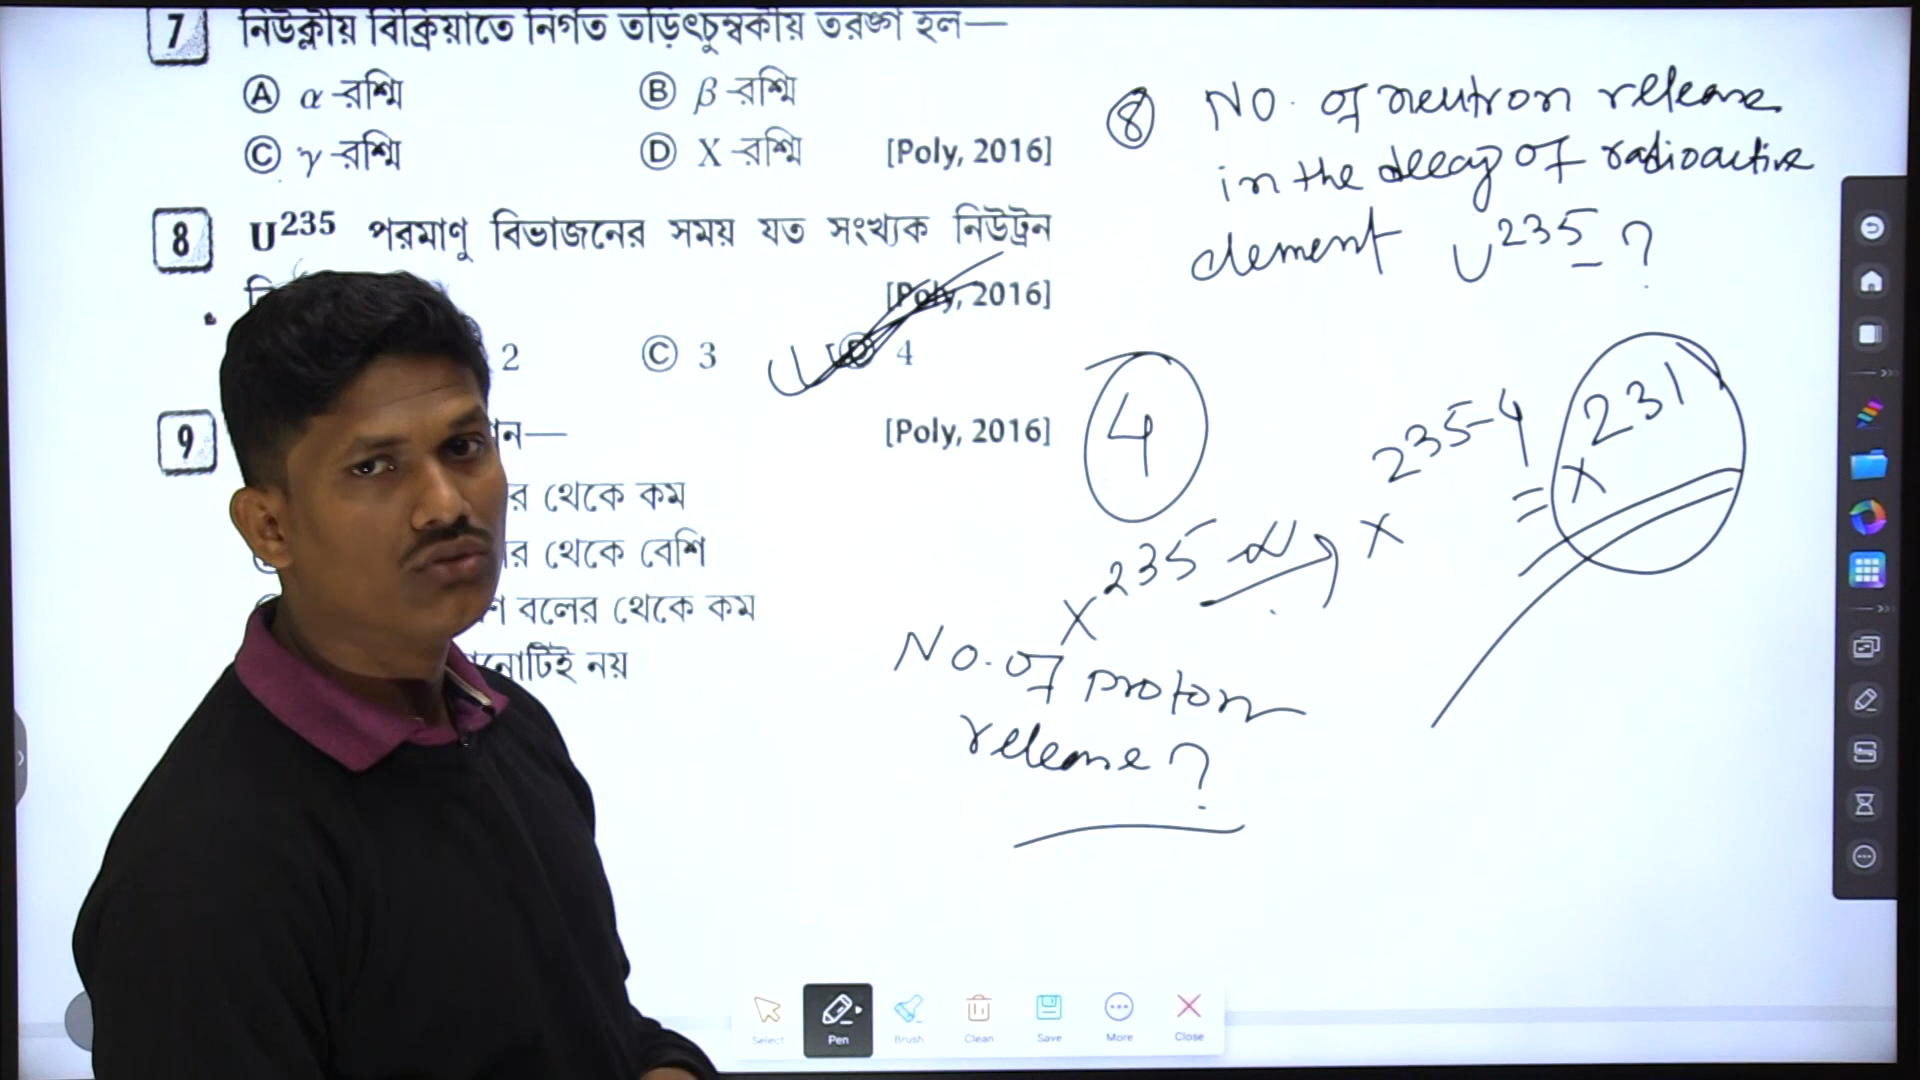 7 নিউক্লীয় বিক্রিয়াতে নির্গত তড়িৎচুম্বকীয় তরঙ্গ হল—
Ⓐ α -রশ্মি Ⓑ β -রশ্মি
Ⓒ γ -রশ্মি Ⓓ X -রশ্মি [Poly, 2016]
8 U²³⁵ পরমাণু বিভাজনের সময় যত সংখ্যক নিউট্রন
[Poly, 2016]
2 Ⓒ 3 Ⓓ 4
9 [Poly, 2016]
র থেকে কম
র থেকে বেশি
বলের থেকে কম
নোটিই নয়
⑧ No. of neutron release
in the decay of radioactive
element U²³⁵ ?
4
X²³⁵ α → X²³⁵⁻⁴ = X²³¹
No. of proton
release ?
Select Pen Brush Clean Save More Close